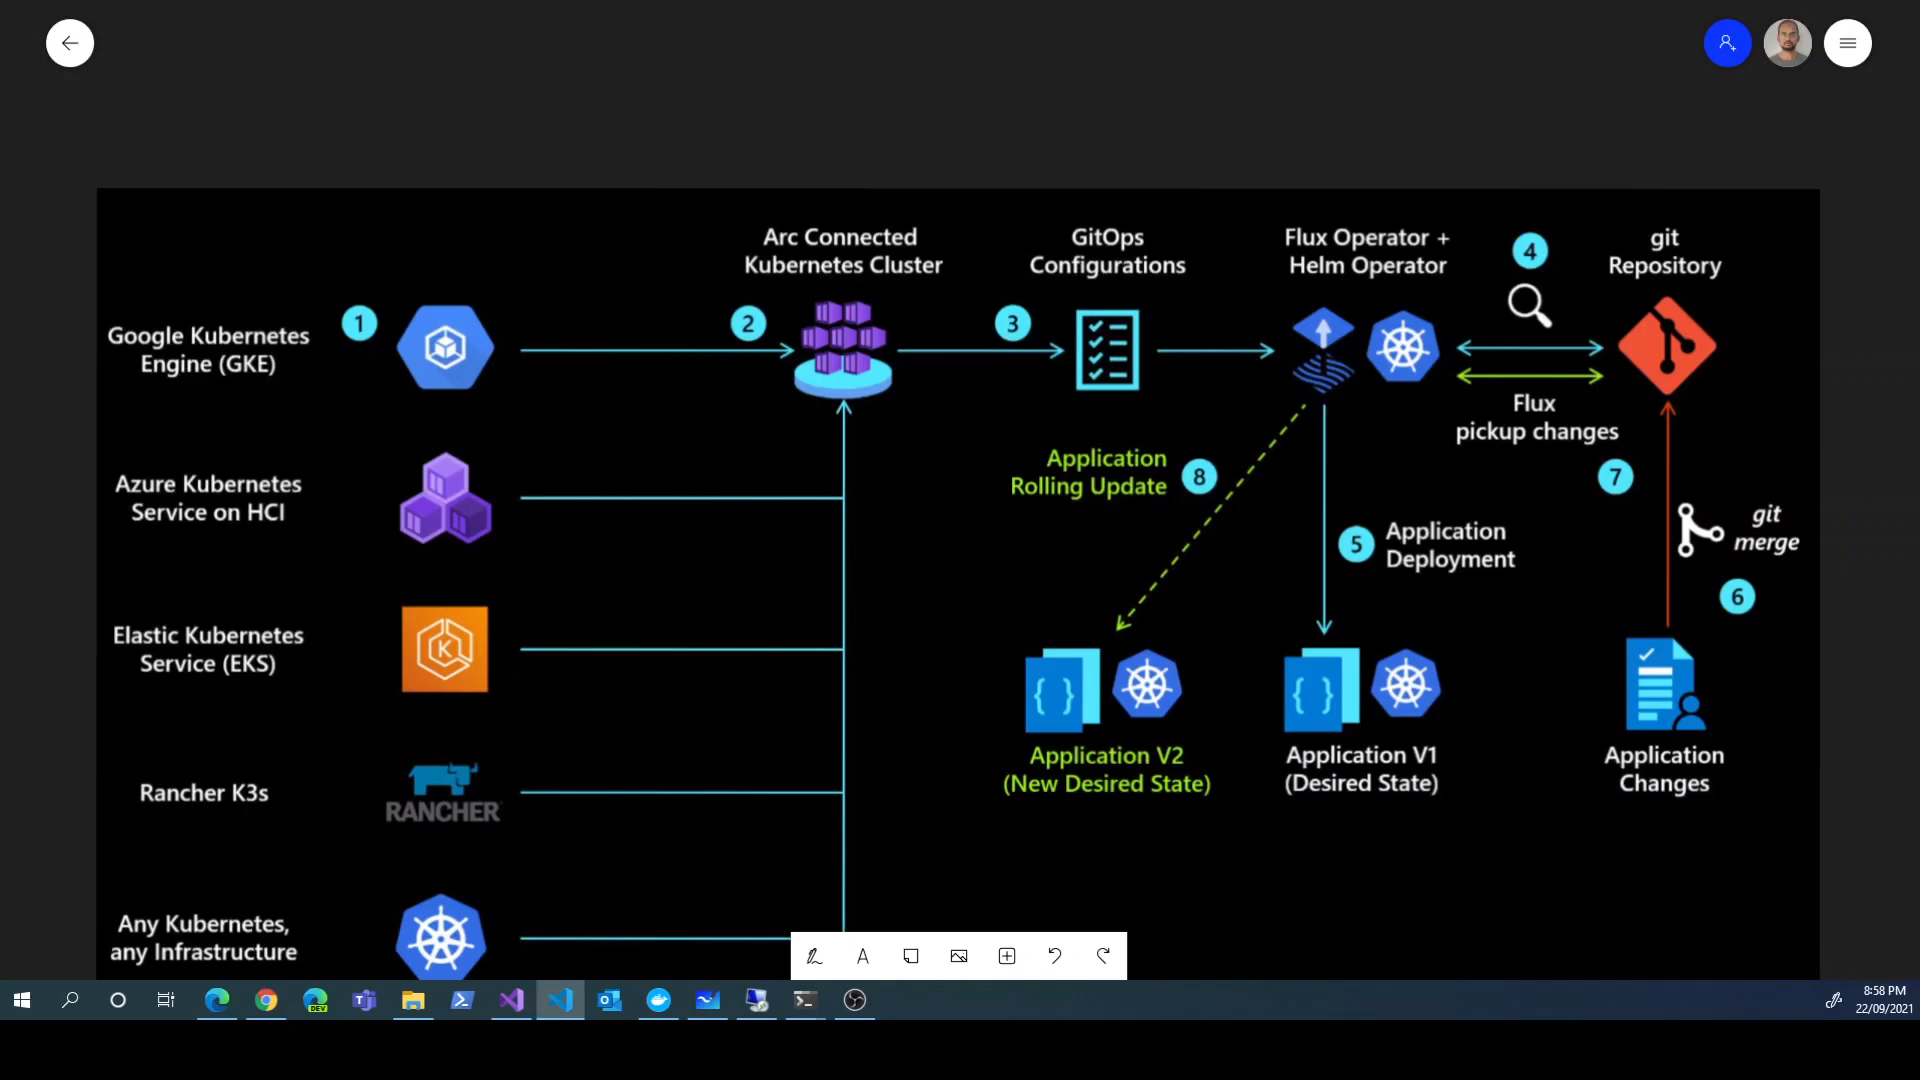 Arc Connected
Kubernetes Cluster
GitOps
Configurations
Flux Operator +
Helm Operator
4
git
Repository
Google Kubernetes
Engine (GKE)
1
2
3
Flux
pickup changes
Azure Kubernetes
Service on HCI
Application
Rolling Update
8
7
5
Application
Deployment
git
merge
6
Elastic Kubernetes
Service (EKS)
K
{ }
{ }
Application V2
(New Desired State)
Application V1
(Desired State)
Application
Changes
Rancher K3s
RANCHER
Any Kubernetes,
any Infrastructure
A
DEV
8:58 PM
22/09/2021